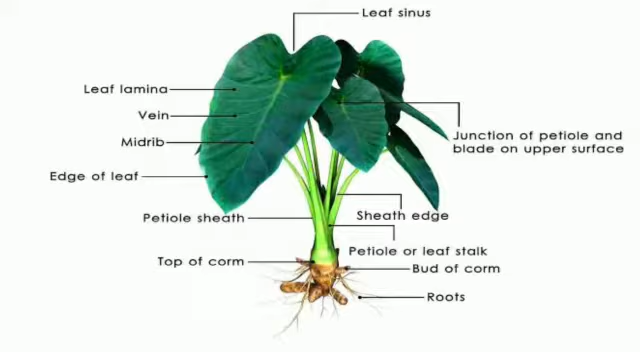 Leaf sinus
Leaf lamina
Vein
Midrib
Edge of leaf
Junction of petiole and
blade on upper surface
Petiole sheath
Sheath edge
Petiole or leaf stalk
Top of corm
Bud of corm
Roots